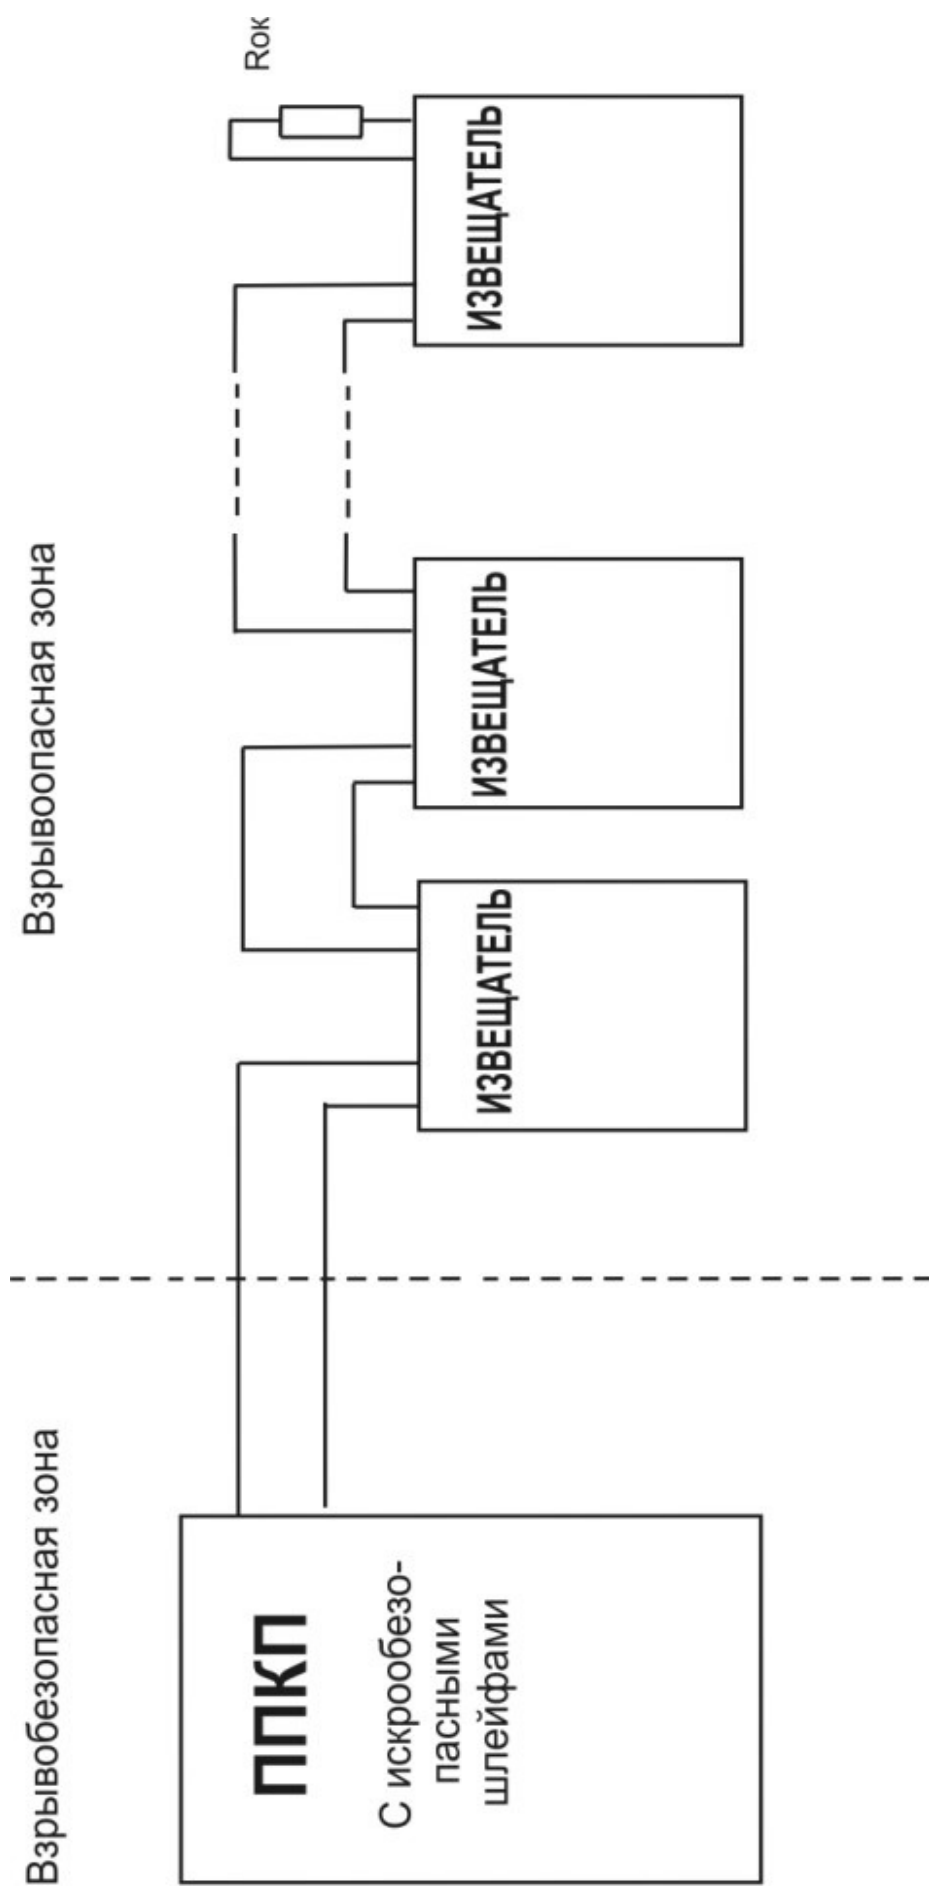 Взрывобезопасная зона
Взрывоопасная зона
Rок
ППКП
С искробезо-
пасными
шлейфами
ИЗВЕЩАТЕЛЬ
ИЗВЕЩАТЕЛЬ
ИЗВЕЩАТЕЛЬ